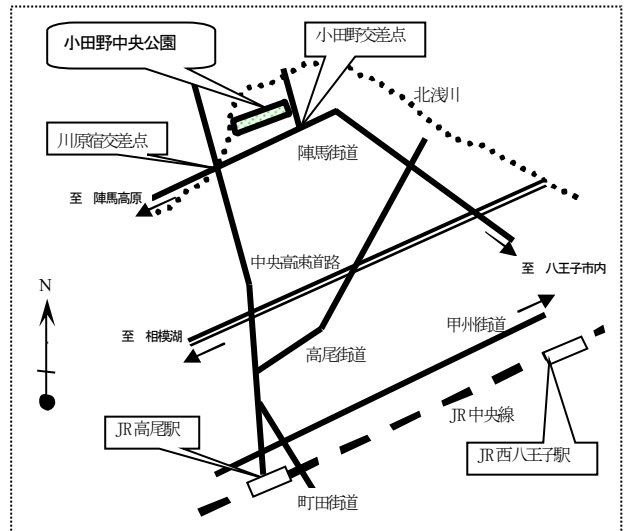 小田野中央公園
小田野交差点
北浅川
川原宿交差点
陣馬街道
至 陣馬高原
中央高速道路
至 八王子市内
N
至 相模湖
甲州街道
高尾街道
JR中央線
JR高尾駅
JR西八王子駅
町田街道